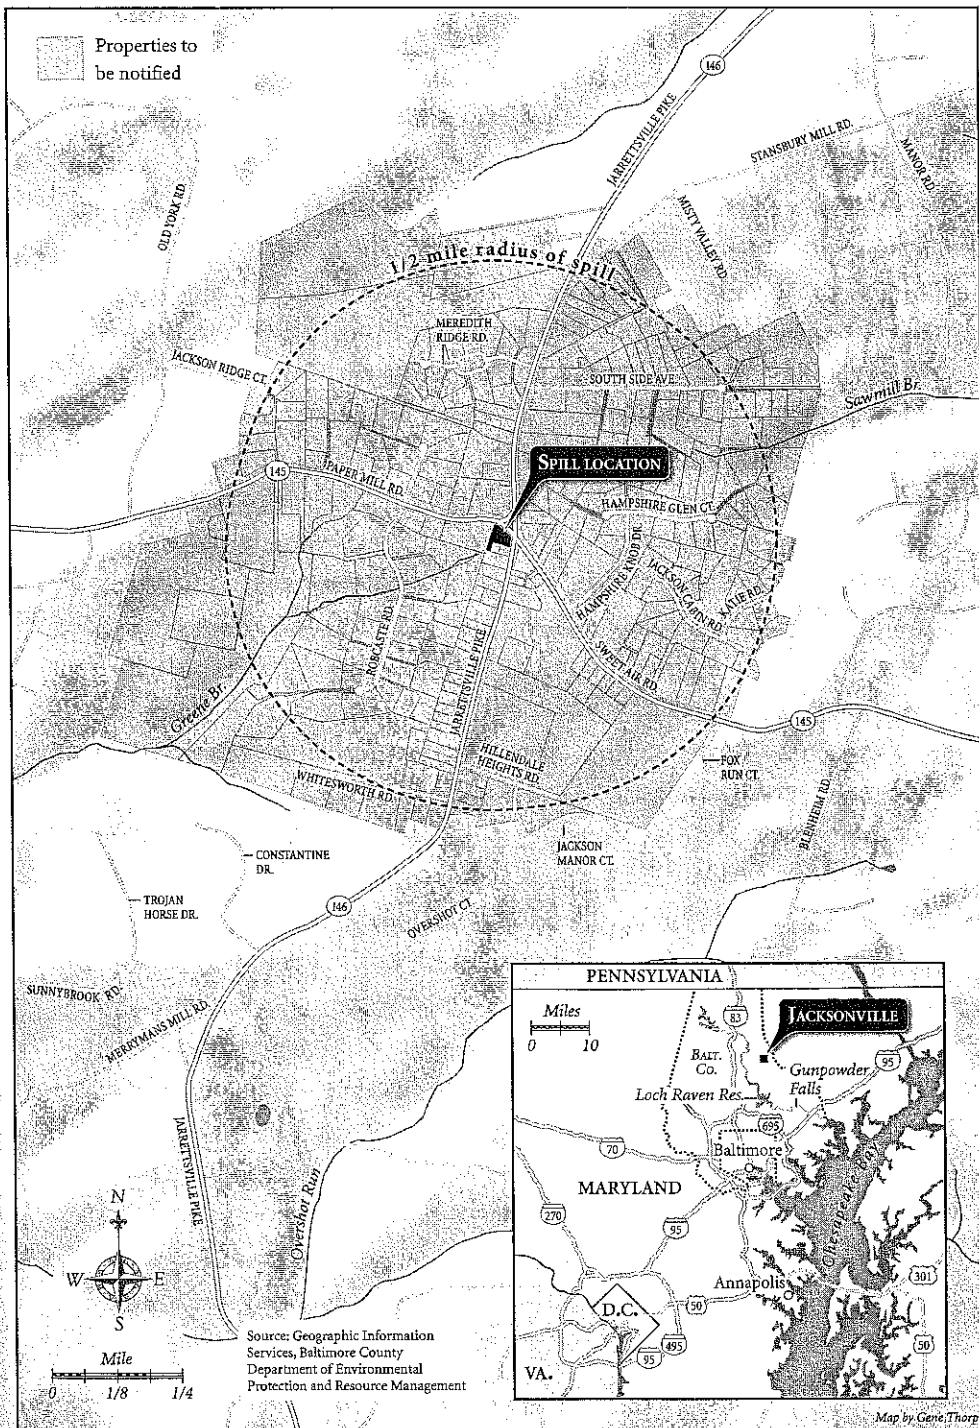 Properties to
be notified
146
JARRETTSVILLE PIKE
STANSBURY MILL RD.
MANOR RD.
OLD YORK RD.
MISTY VALLEY RD.
1/2 mile radius of spill
MEREDITH
RIDGE RD.
JACKSON RIDGE CT.
SOUTH SIDE AVE.
Sawmill Br.
SPILL LOCATION
145
PAPER MILL RD.
HAMPSHIRE GLEN CT.
HAMPSHIRE KNOB DR.
JACKSON CABIN RD.
KATIE RD.
ROBCASTE RD.
JARRETTSVILLE PIKE
SWEET AIR RD.
Greene Br.
145
HILLENDALE
HEIGHTS RD.
FOX
RUN CT.
WHITESWORTH RD.
BLENHEIM RD.
JACKSON
MANOR CT.
CONSTANTINE
DR.
TROJAN
HORSE DR.
146
OVERSHOT CT.
SUNNYBROOK RD.
MERRYMANS MILL RD.
JARRETTSVILLE PIKE
Overshot Run
N
W E
S
Mile
0 1/8 1/4
Source: Geographic Information
Services, Baltimore County
Department of Environmental
Protection and Resource Management
PENNSYLVANIA
Miles
0 10
83
JACKSONVILLE
BALT.
CO.
95
Gunpowder
Falls
Loch Raven Res.
695
70
Baltimore
MARYLAND
Chesapeake Bay
270
95
Annapolis
301
D.C.
50
50
95
495
VA.
Map by Gene Thorp